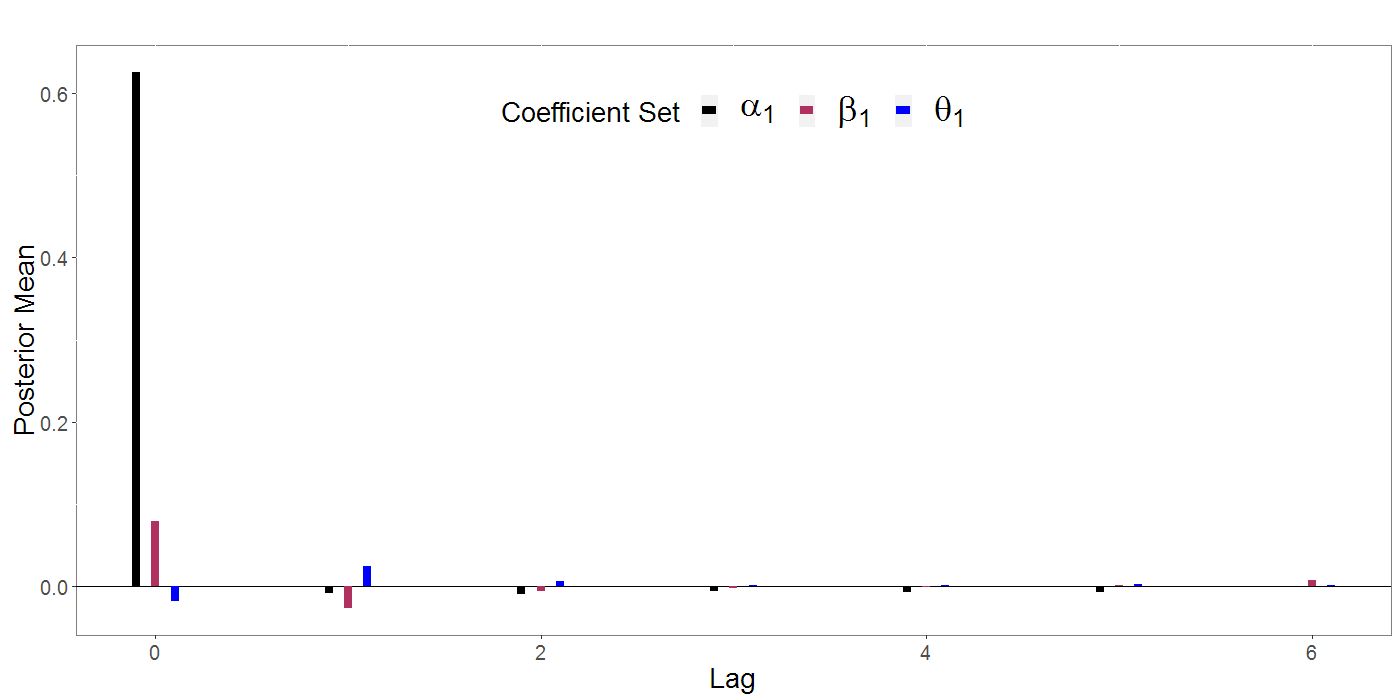 Coefficient Set α₁ β₁ θ₁
0.6
0.4
0.2
0.0
Posterior Mean
0 2 4 6
Lag